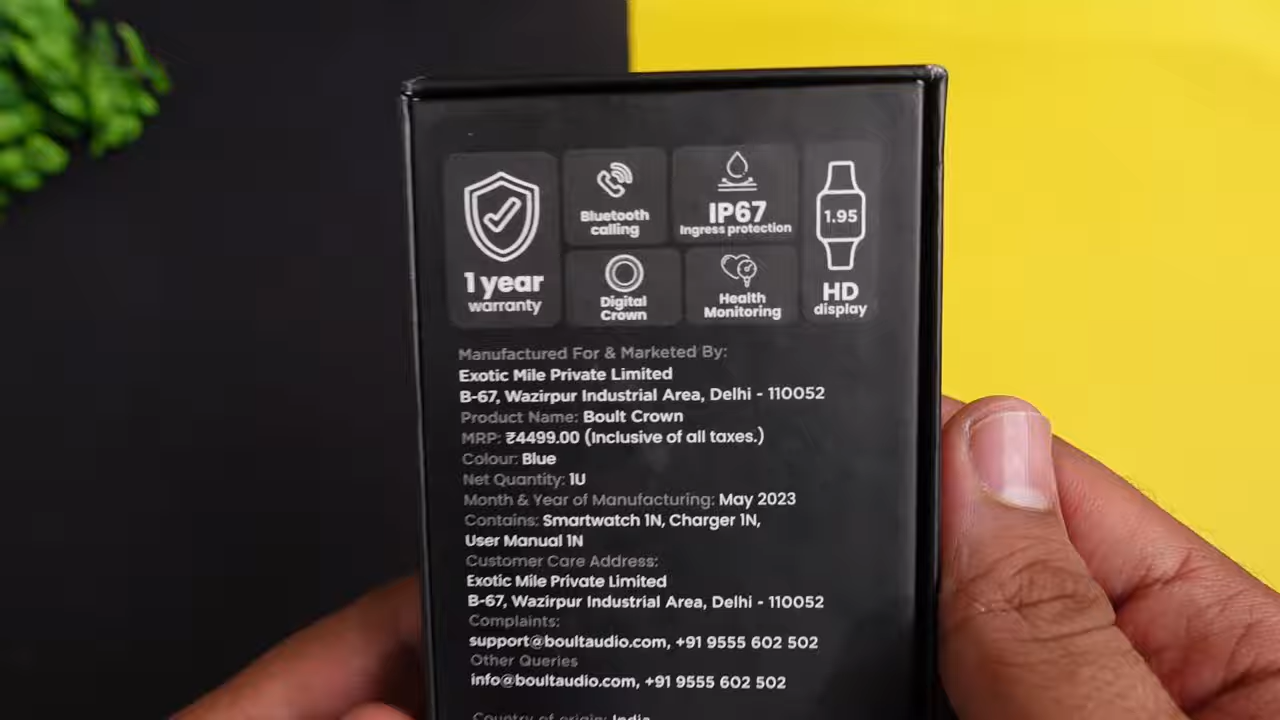 1 year
warranty
Bluetooth
calling
IP67
Ingress protection
Digital
Crown
Health
Monitoring
1.95
HD
display
Manufactured For & Marketed By:
Exotic Mile Private Limited
B-67, Wazirpur Industrial Area, Delhi - 110052
Product Name: Boult Crown
MRP: ₹4499.00 (Inclusive of all taxes.)
Colour: Blue
Net Quantity: 1U
Month & Year of Manufacturing: May 2023
Contains: Smartwatch 1N, Charger 1N,
User Manual 1N
Customer Care Address:
Exotic Mile Private Limited
B-67, Wazirpur Industrial Area, Delhi - 110052
Complaints:
support@boultaudio.com, +91 9555 602 502
Other Queries
info@boultaudio.com, +91 9555 602 502
Country of origin: India